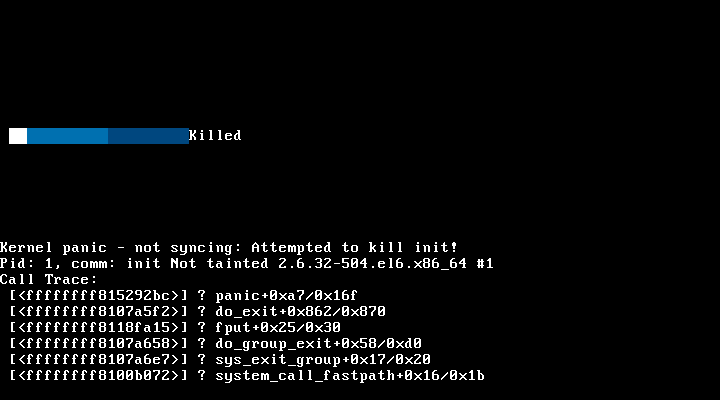 Killed
Kernel panic - not syncing: Attempted to kill init!
Pid: 1, comm: init Not tainted 2.6.32-504.el6.x86_64 #1
Call Trace:
 [<ffffffff815292bc>] ? panic+0xa7/0x16f
 [<ffffffff8107a5f2>] ? do_exit+0x862/0x870
 [<ffffffff8118fa15>] ? fput+0x25/0x30
 [<ffffffff8107a658>] ? do_group_exit+0x58/0xd0
 [<ffffffff8107a6e7>] ? sys_exit_group+0x17/0x20
 [<ffffffff8100b072>] ? system_call_fastpath+0x16/0x1b